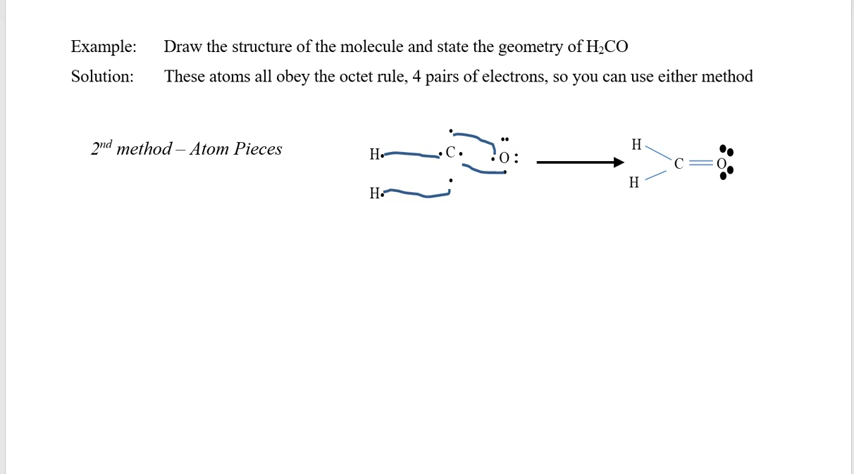 Example: Draw the structure of the molecule and state the geometry of H₂CO
Solution: These atoms all obey the octet rule, 4 pairs of electrons, so you can use either method
2nd method – Atom Pieces
H· ·C· ·O: H
C=O
H· H